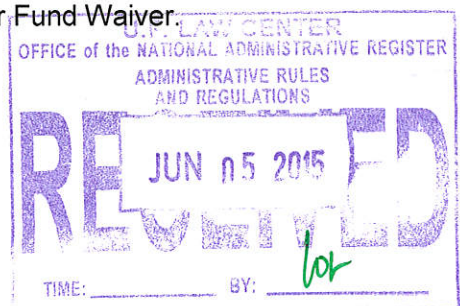 r Fund Waiver.
U.P. LAW CENTER
OFFICE of the NATIONAL ADMINISTRATIVE REGISTER
ADMINISTRATIVE RULES
AND REGULATIONS
RECEIVED
JUN 05 2015
TIME: BY: